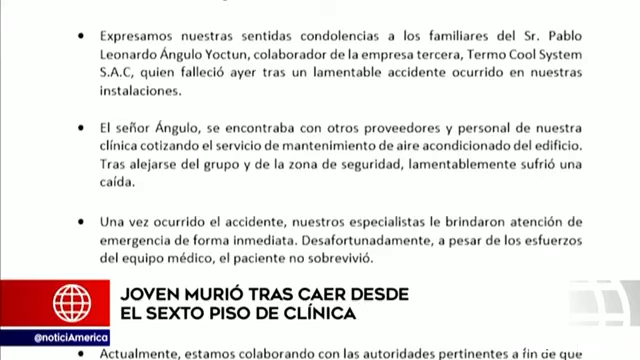 Expresamos nuestras sentidas condolencias a los familiares del Sr. Pablo
Leonardo Ángulo Yoctun, colaborador de la empresa tercera, Termo Cool System
S.A.C, quien falleció ayer tras un lamentable accidente ocurrido en nuestras
instalaciones.
El señor Ángulo, se encontraba con otros proveedores y personal de nuestra
clínica cotizando el servicio de mantenimiento de aire acondicionado del edificio.
Tras alejarse del grupo y de la zona de seguridad, lamentablemente sufrió una
caída.
Una vez ocurrido el accidente, nuestros especialistas le brindaron atención de
emergencia de forma inmediata. Desafortunadamente, a pesar de los esfuerzos
del equipo médico, el paciente no sobrevivió.
JOVEN MURIÓ TRAS CAER DESDE
EL SEXTO PISO DE CLÍNICA
@noticiAmerica
Actualmente, estamos colaborando con las autoridades pertinentes a fin de que